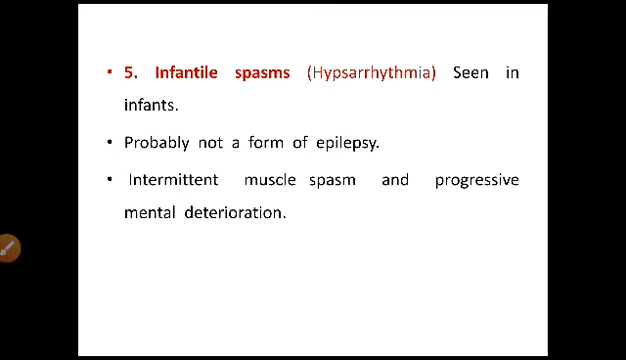 • 5. Infantile spasms (Hypsarrhythmia) Seen in
infants.
• Probably not a form of epilepsy.
• Intermittent muscle spasm and progressive
mental deterioration.